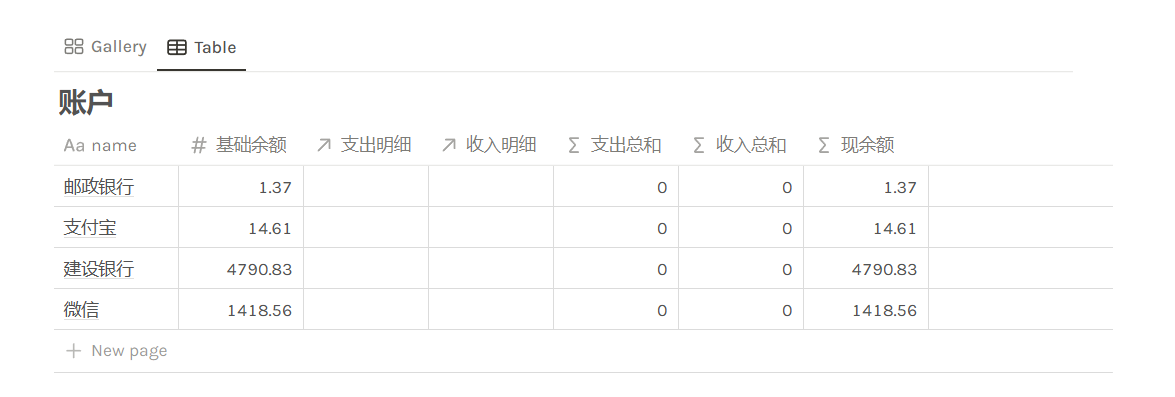 Gallery Table
账户
Aa name # 基础余额 支出明细 收入明细 Σ 支出总和 Σ 收入总和 Σ 现余额
邮政银行 1.37 0 0 1.37
支付宝 14.61 0 0 14.61
建设银行 4790.83 0 0 4790.83
微信 1418.56 0 0 1418.56
+ New page